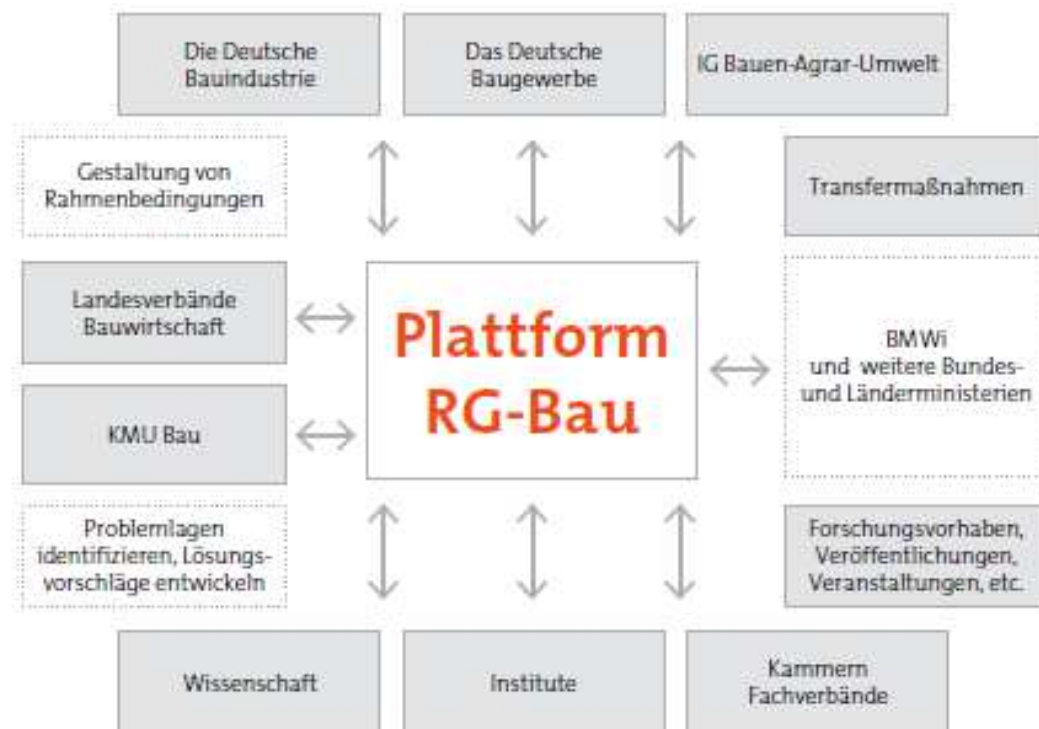 Die Deutsche
Bauindustrie
Das Deutsche
Baugewerbe
IG Bauen-Agrar-Umwelt
Gestaltung von
Rahmenbedingungen
Transfermaßnahmen
Landesverbände
Bauwirtschaft
Plattform
RG-Bau
BMWi
und weitere Bundes-
und Länderministerien
KMU Bau
Problemlagen
identifizieren, Lösungs-
vorschläge entwickeln
Forschungsvorhaben,
Veröffentlichungen,
Veranstaltungen, etc.
Wissenschaft
Institute
Kammern
Fachverbände